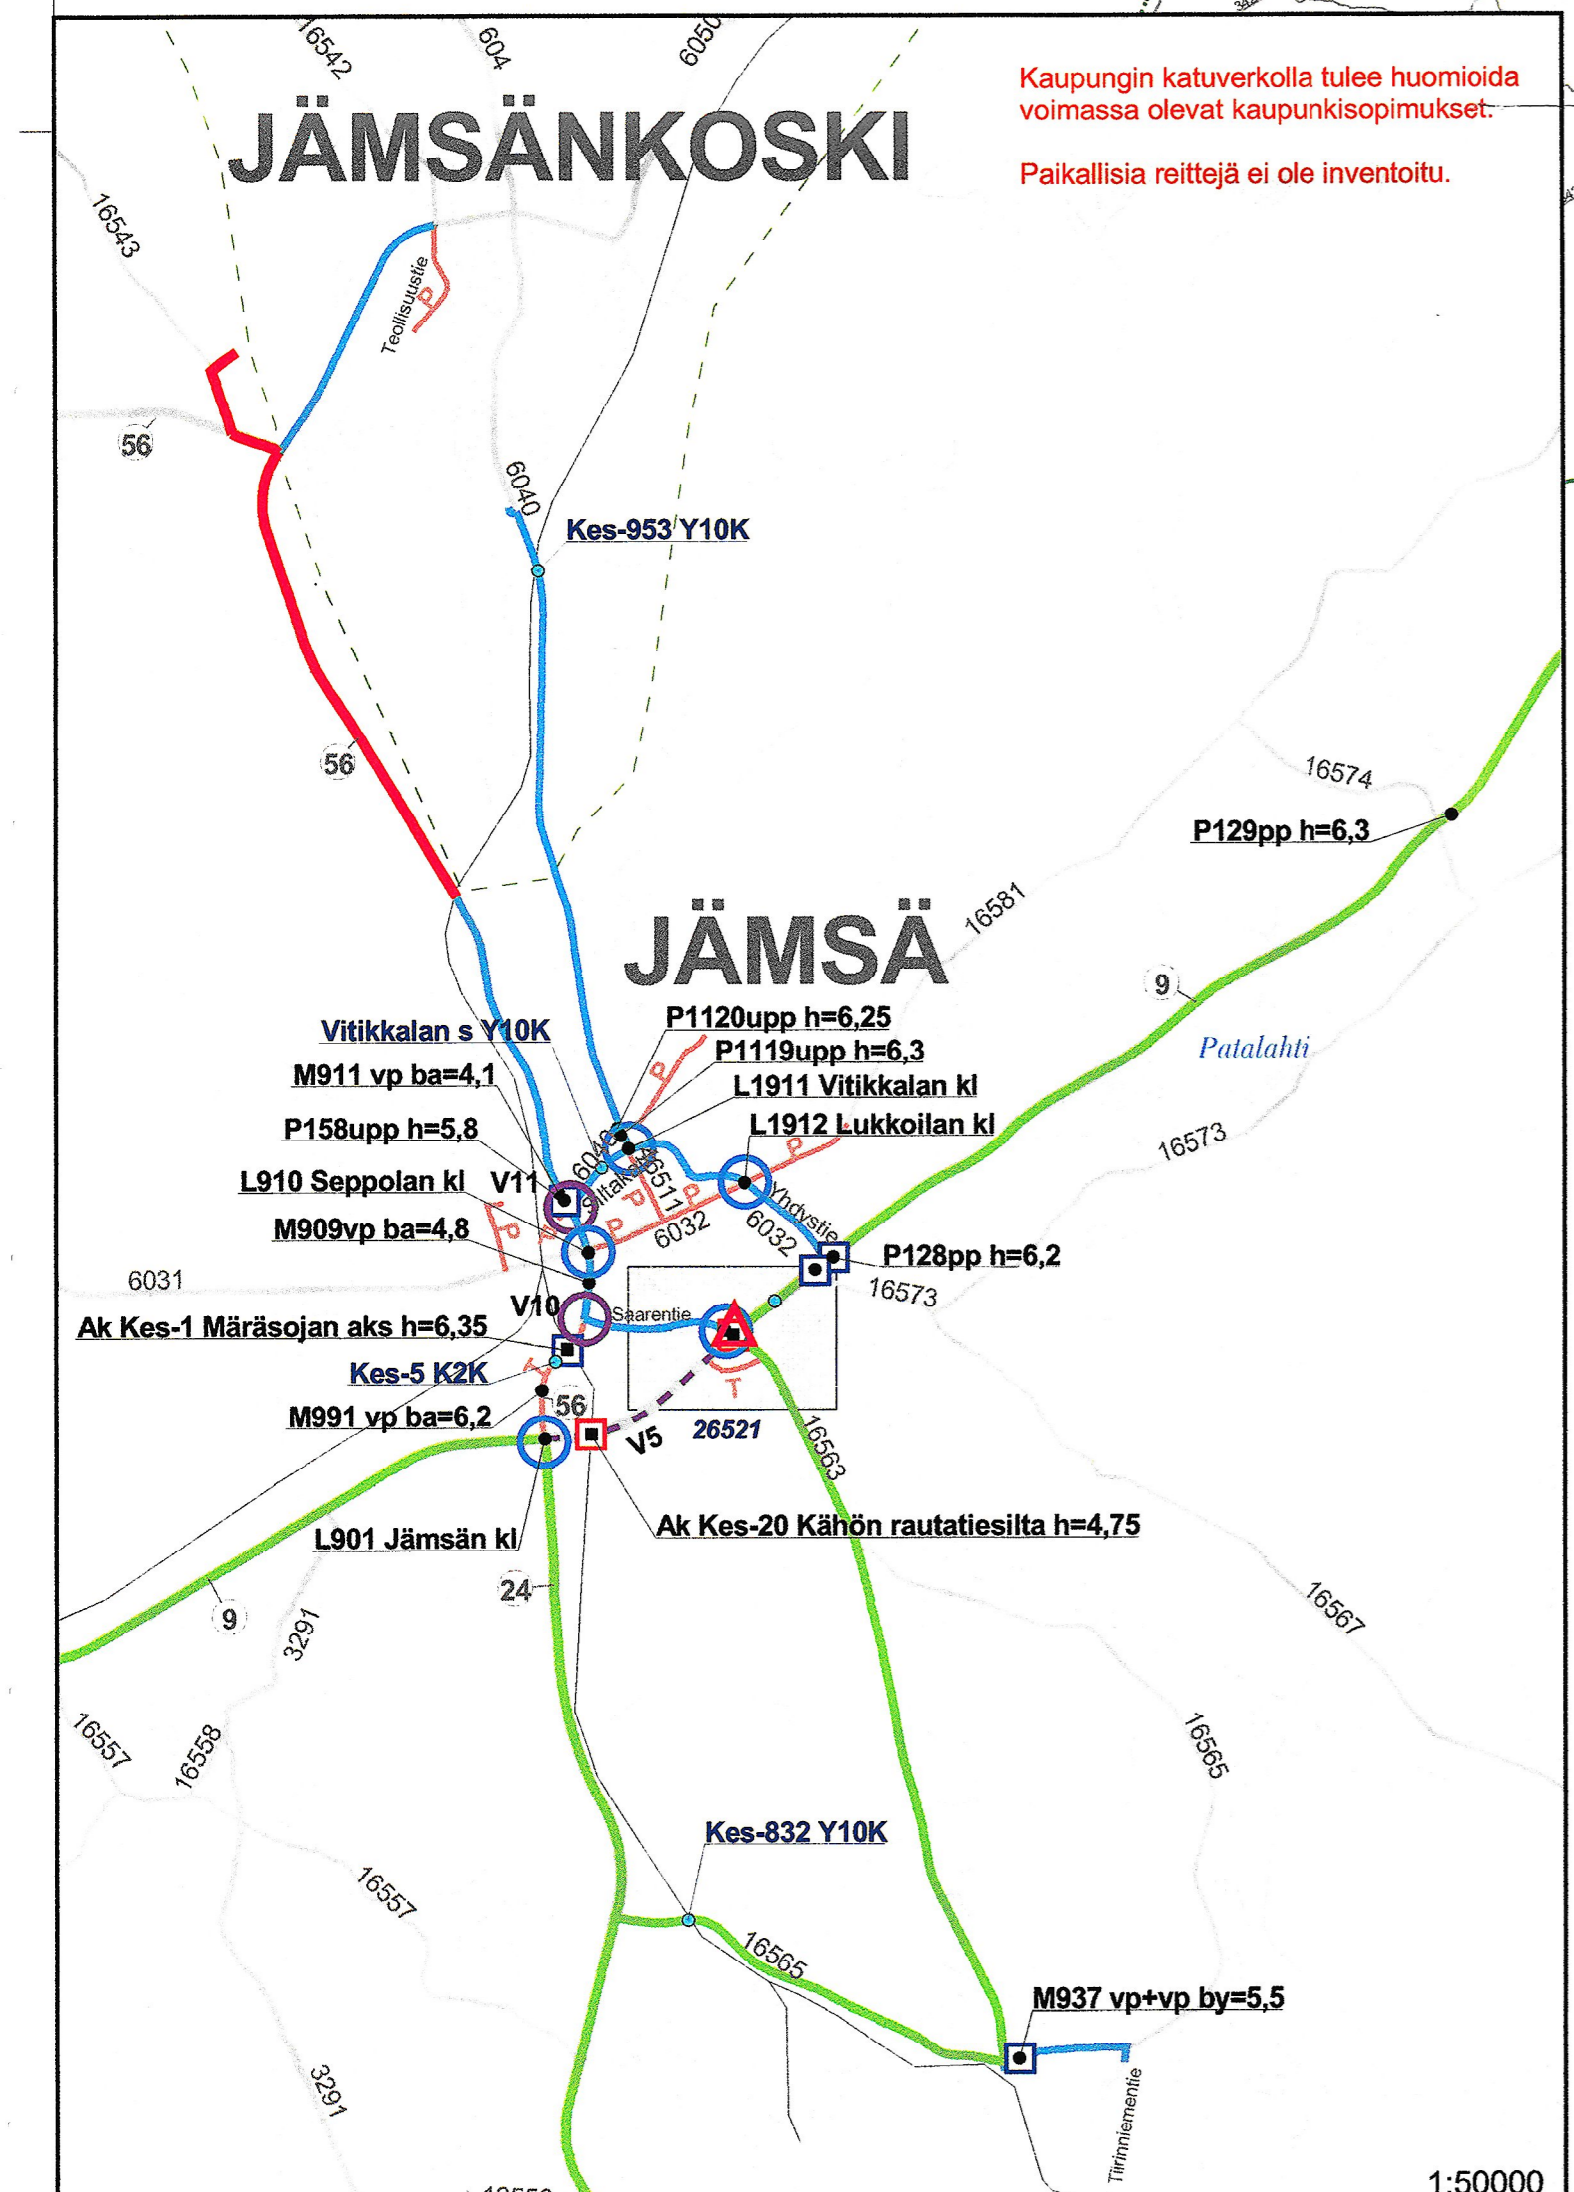 16542
604
6050
Kaupungin katuverkolla tulee huomioida
voimassa olevat kaupunkisopimukset.
JÄMSÄNKOSKI
Paikallisia reittejä ei ole inventoitu.
16543
Teollisuustie
P
56
6040
Kes-953 Y10K
56
16574
P129pp h=6,3
16581
JÄMSÄ
9
P1120upp h=6,25
Vitikkalan s Y10K
Patalahti
P1119upp h=6,3
M911 vp ba=4,1
P
L1911 Vitikkalan kl
P158upp h=5,8
L1912 Lukkoilan kl
P
16573
L910 Seppolan kl
V11
P
P
Yhdystie
M909vp ba=4,8
P
P
6032
6032
P128pp h=6,2
6031
16573
V10
Saarentie
Ak Kes-1 Märäsojan aks h=6,35
Kes-5 K2K
T
T
M991 vp ba=6,2
56
V5
26521
16563
L901 Jämsän kl
Ak Kes-20 Kähön rautatiesilta h=4,75
24
9
3291
16567
16557
16558
16565
Kes-832 Y10K
16557
16565
M937 vp+vp by=5,5
3291
Tiirinniementie
1:50000